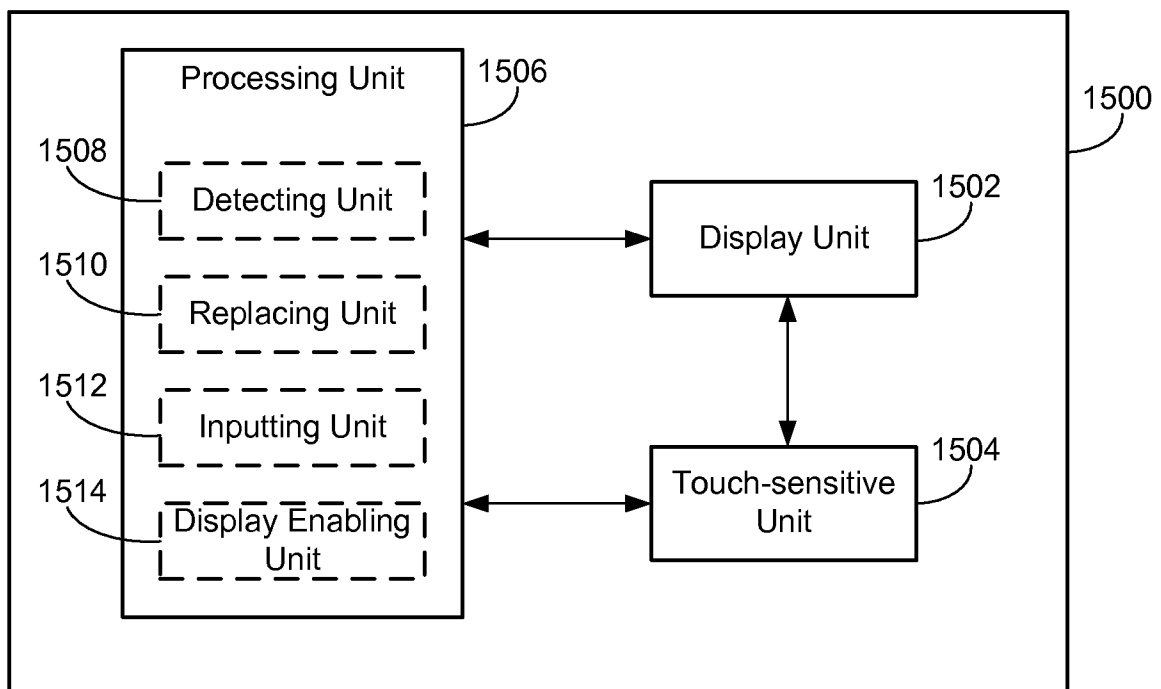 Processing Unit
1506
1500
1508
Detecting Unit
1502
Display Unit
1510
Replacing Unit
1512
Inputting Unit
1504
Touch-sensitive
Unit
1514
Display Enabling
Unit